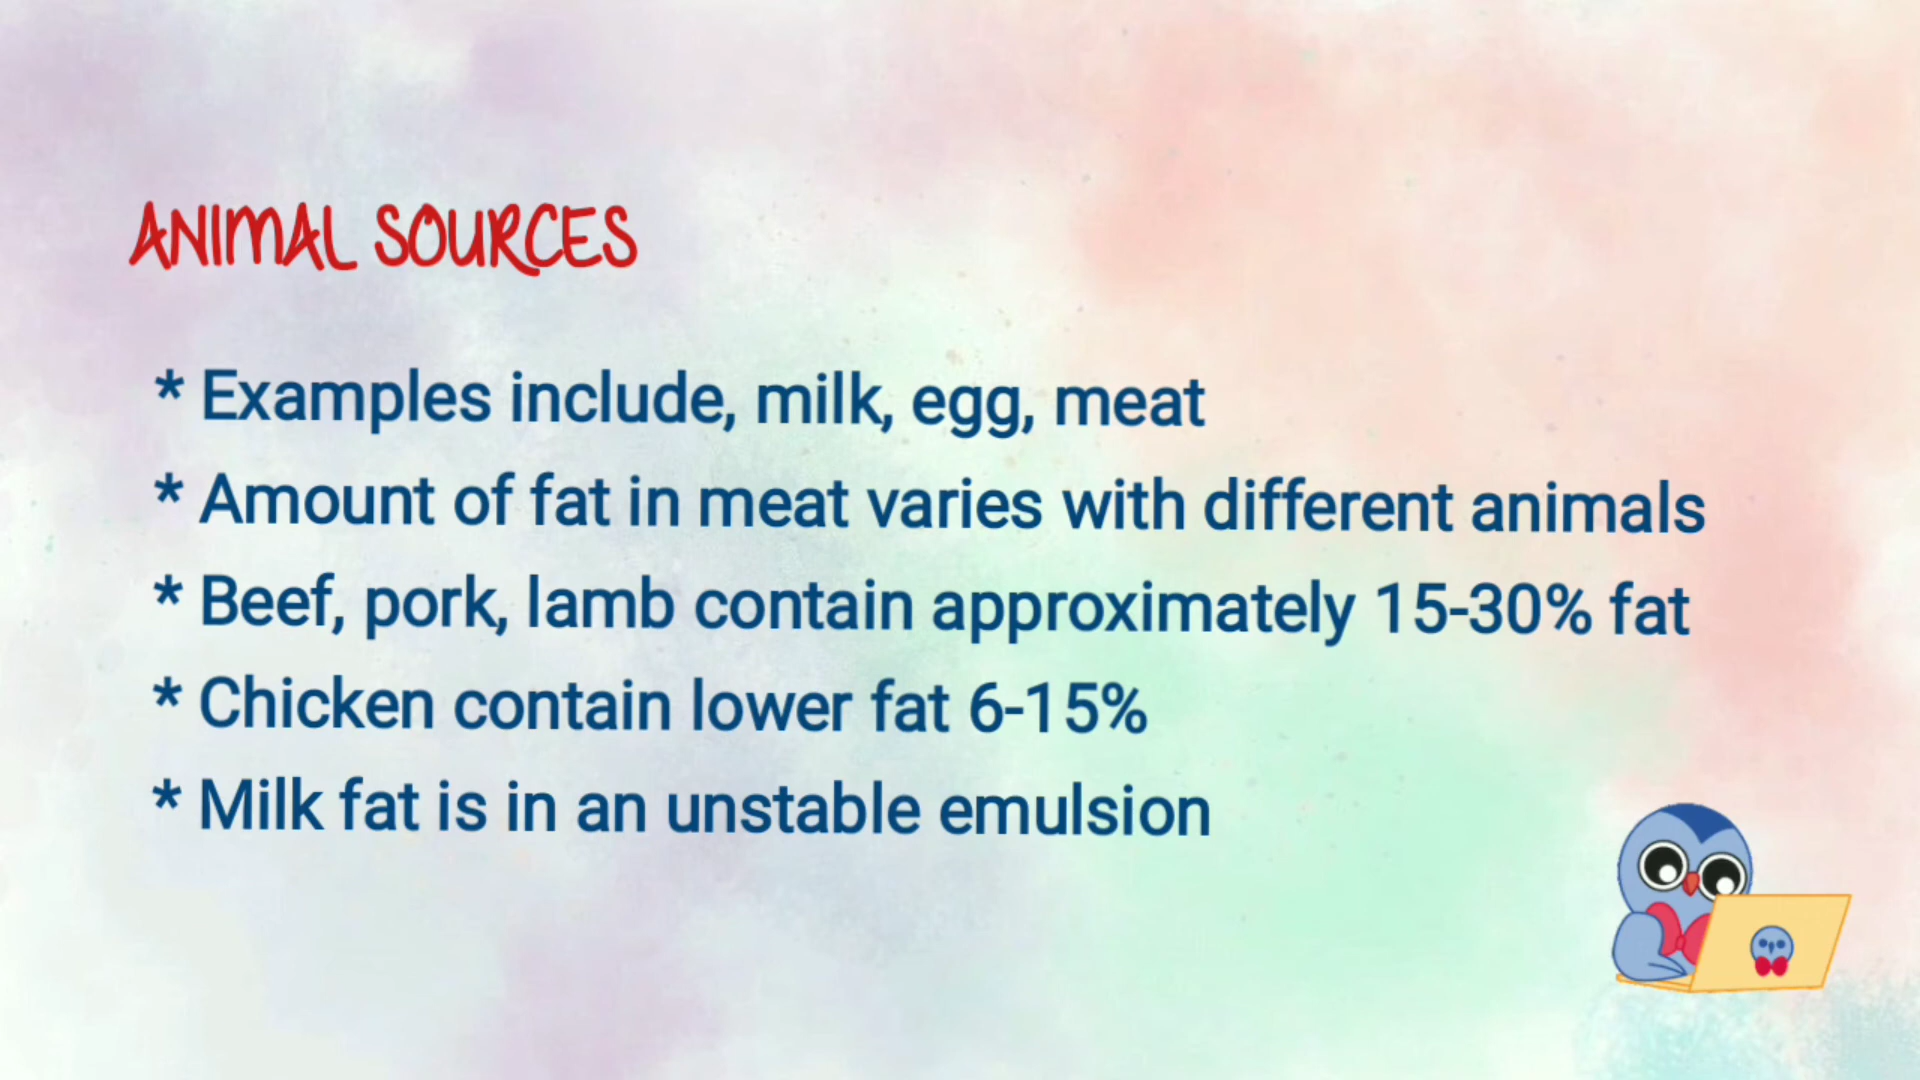 ANIMAL SOURCES
* Examples include, milk, egg, meat
* Amount of fat in meat varies with different animals
* Beef, pork, lamb contain approximately 15-30% fat
* Chicken contain lower fat 6-15%
* Milk fat is in an unstable emulsion